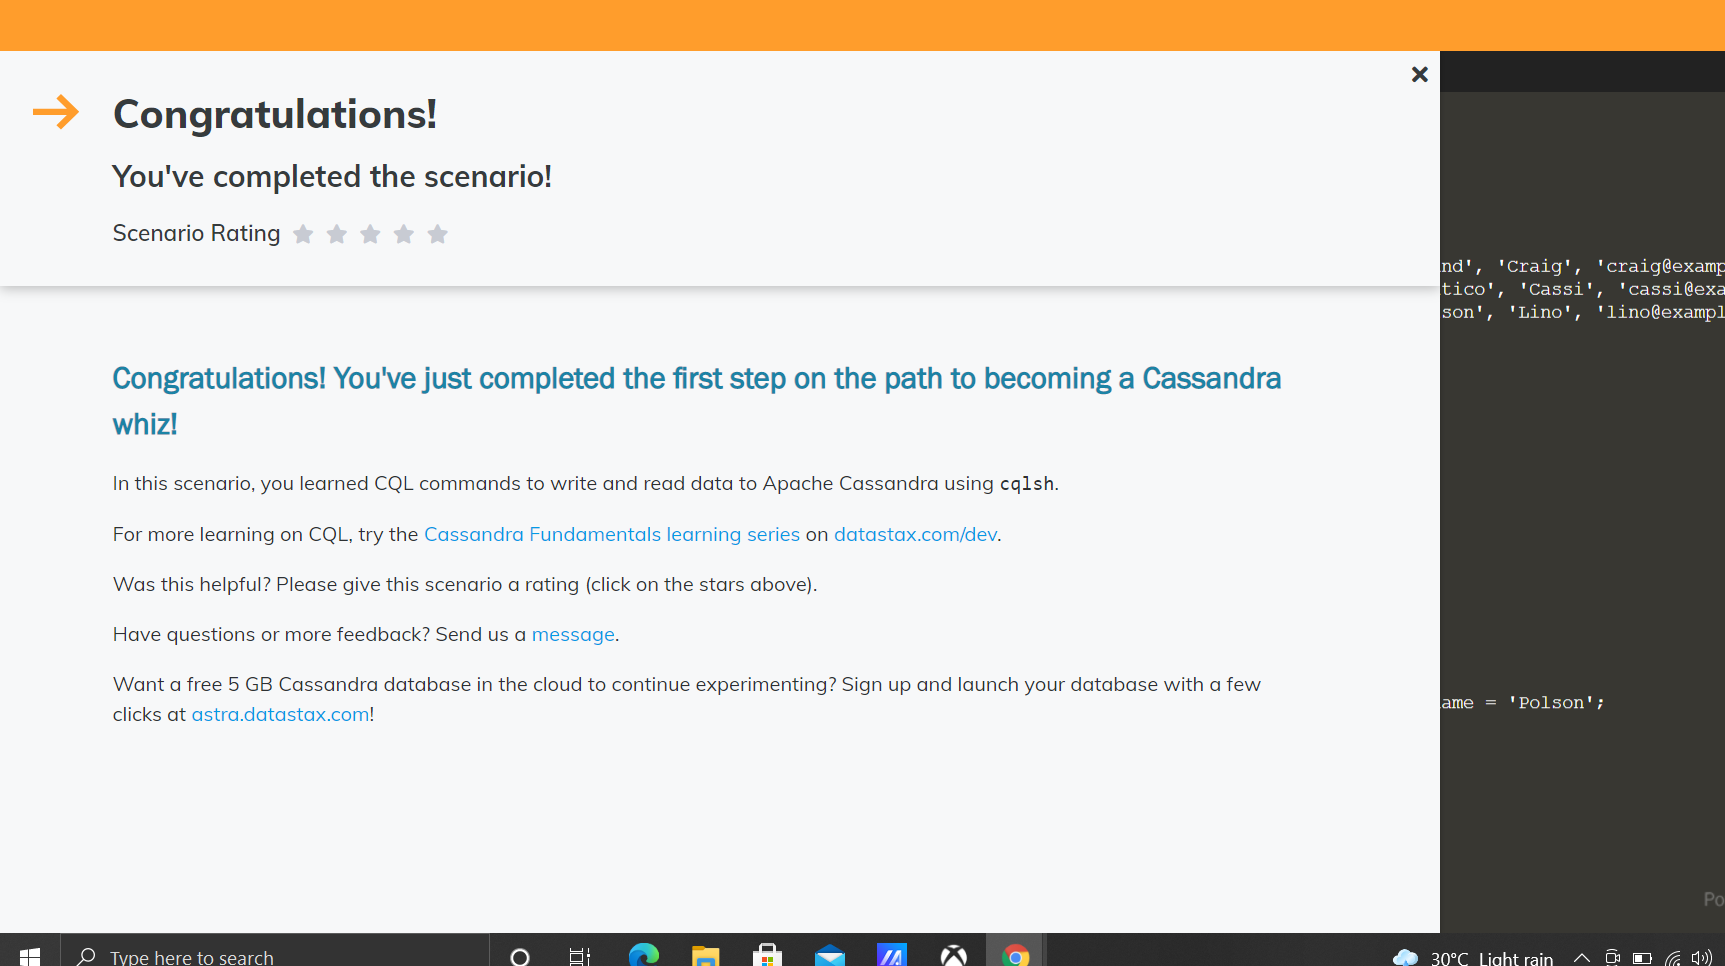 Congratulations!
You've completed the scenario!
Scenario Rating
nd', 'Craig', 'craig@examp
tico', 'Cassi', 'cassi@exa
son', 'Lino', 'lino@exampl
Congratulations! You've just completed the first step on the path to becoming a Cassandra
whiz!
In this scenario, you learned CQL commands to write and read data to Apache Cassandra using cqlsh.
For more learning on CQL, try the Cassandra Fundamentals learning series on datastax.com/dev.
Was this helpful? Please give this scenario a rating (click on the stars above).
Have questions or more feedback? Send us a message.
Want a free 5 GB Cassandra database in the cloud to continue experimenting? Sign up and launch your database with a few
clicks at astra.datastax.com!
ame = 'Polson';
Po
Type here to search
30°C Light rain